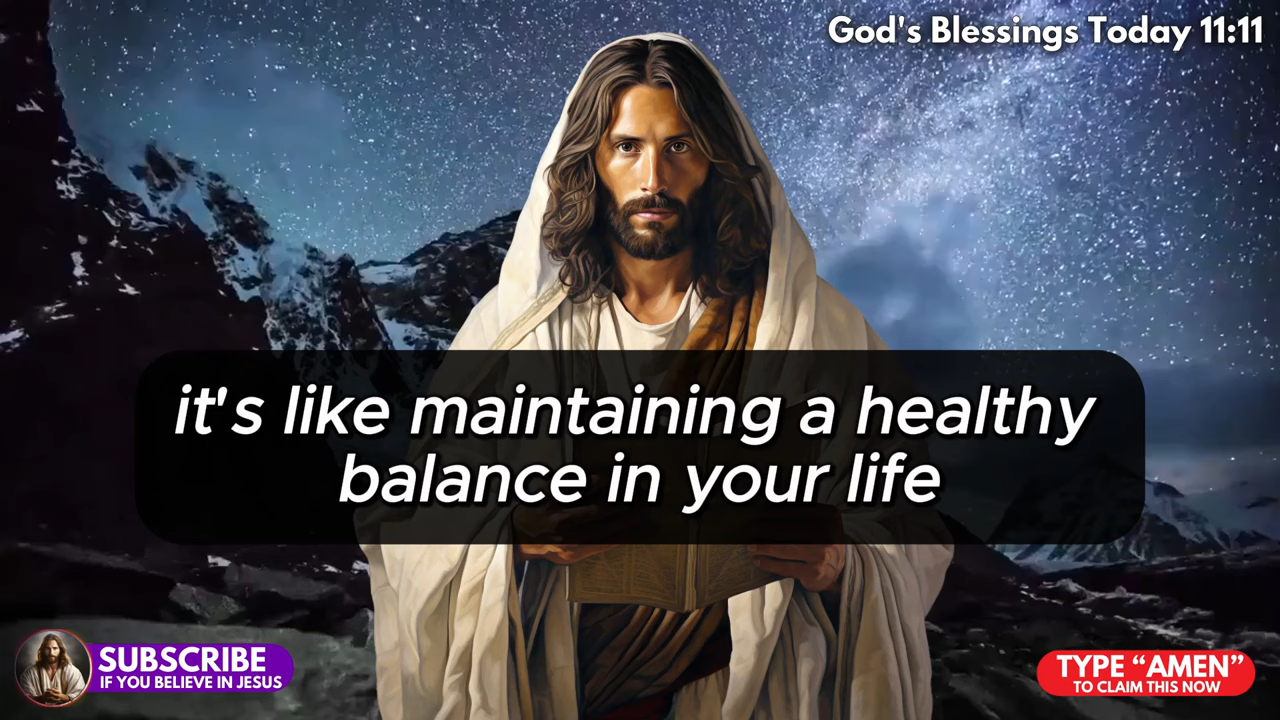 God's Blessings Today 11:11
it's like maintaining a healthy
balance in your life
SUBSCRIBE
IF YOU BELIEVE IN JESUS
TYPE “AMEN”
TO CLAIM THIS NOW